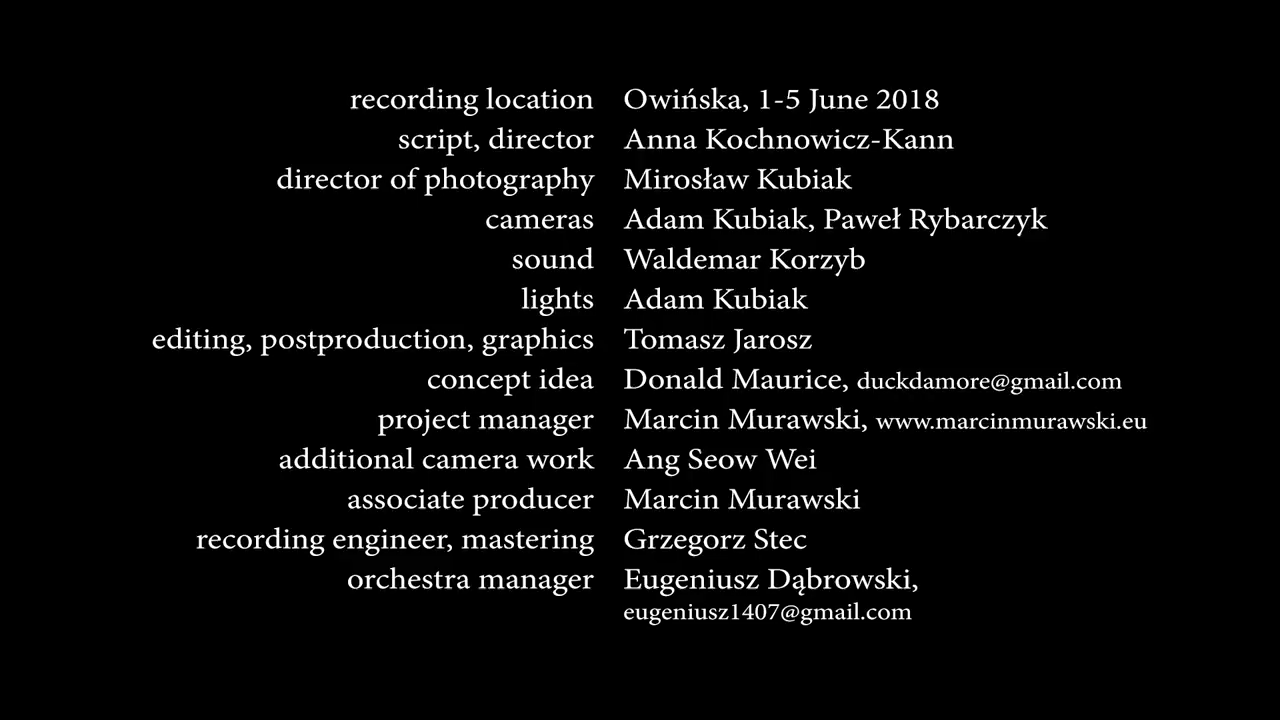 recording location Owińska, 1-5 June 2018
script, director Anna Kochnowicz-Kann
director of photography Mirosław Kubiak
cameras Adam Kubiak, Paweł Rybarczyk
sound Waldemar Korzyb
lights Adam Kubiak
editing, postproduction, graphics Tomasz Jarosz
concept idea Donald Maurice, duckdamore@gmail.com
project manager Marcin Murawski, www.marcinmurawski.eu
additional camera work Ang Seow Wei
associate producer Marcin Murawski
recording engineer, mastering Grzegorz Stec
orchestra manager Eugeniusz Dąbrowski,
eugeniusz1407@gmail.com